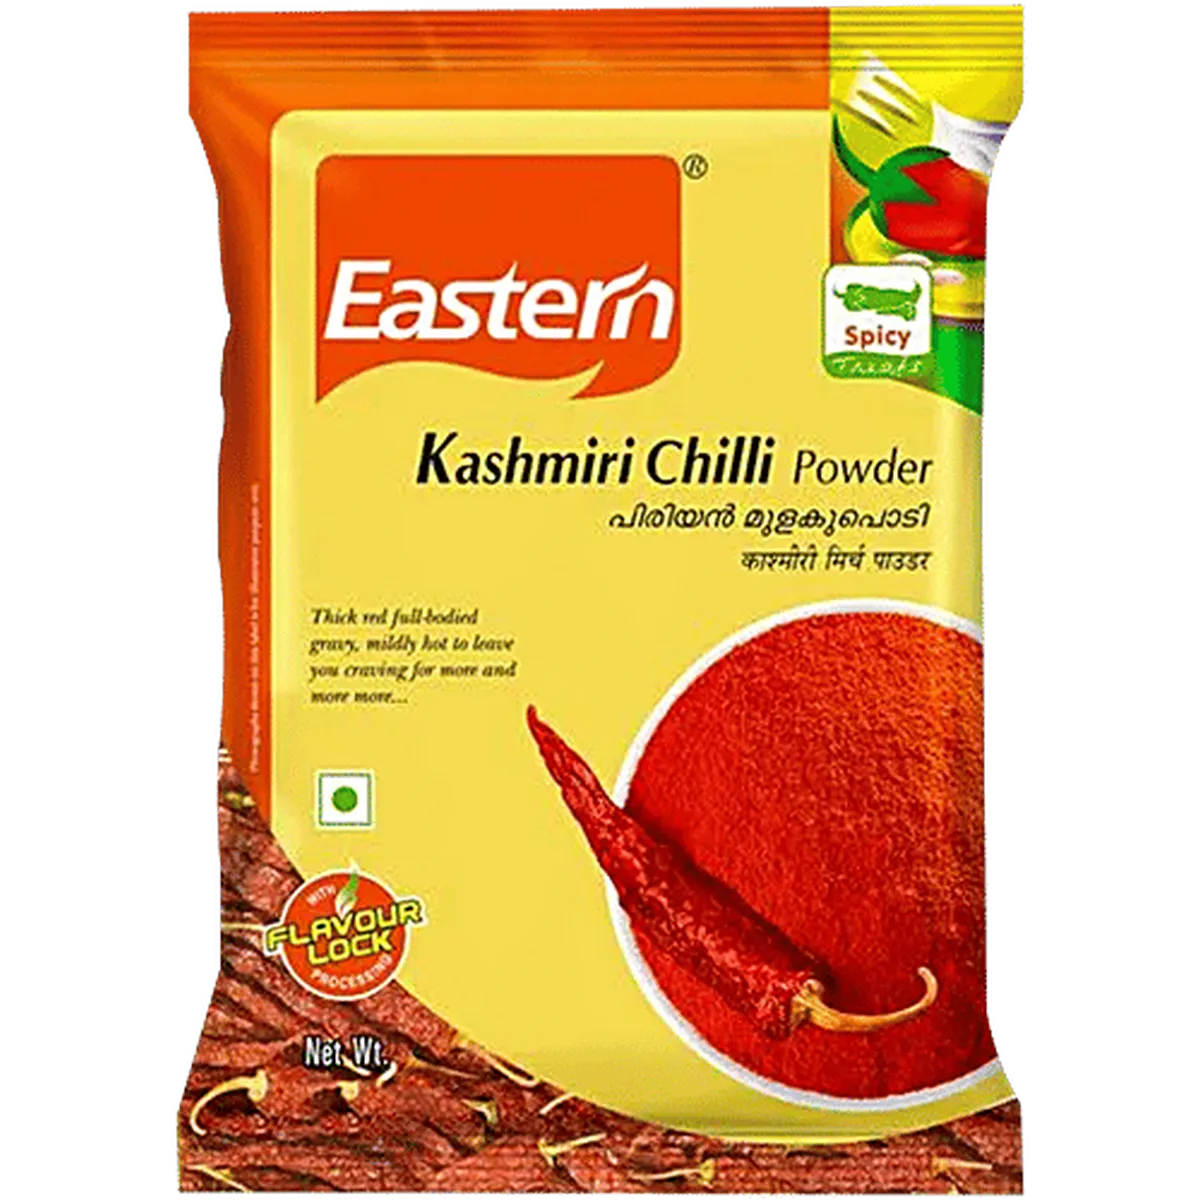 Eastern
®
Spicy
Treats
Kashmiri Chilli Powder
പിരിയൻ മുളകുപൊടി
काश्मीरी मिर्च पाउडर
Thick red full-bodied
gravy, mildly hot to leave
you craving for more and
more more...
WITH
FLAVOUR
LOCK
PROCESSING
Net Wt.